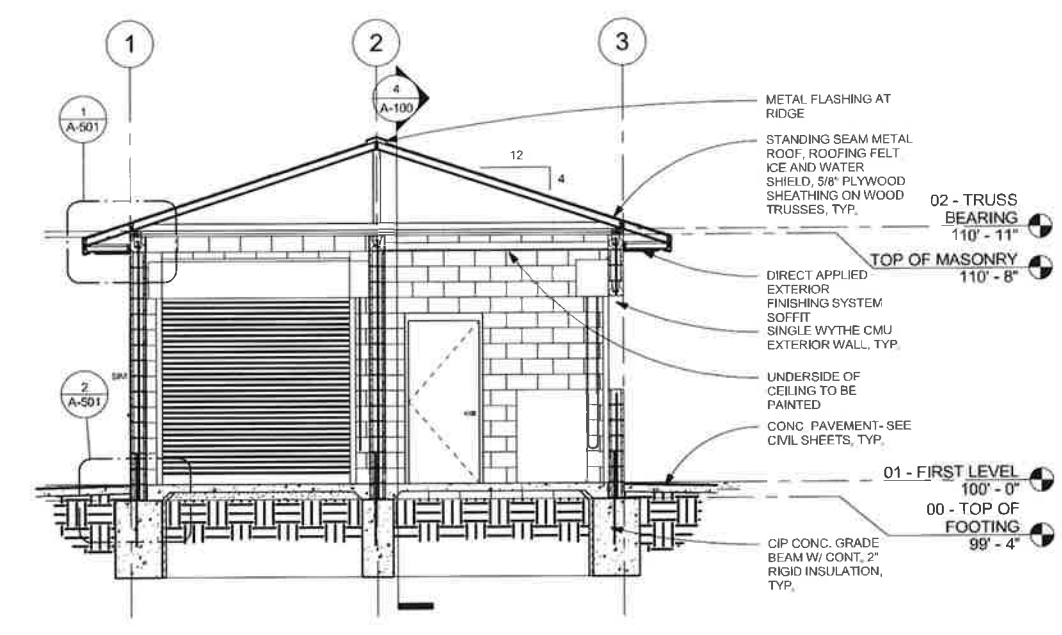 1
2
3
4
A-100
1
A-501
12
4
METAL FLASHING AT
RIDGE
STANDING SEAM METAL
ROOF, ROOFING FELT
ICE AND WATER
SHIELD, 5/8" PLYWOOD
SHEATHING ON WOOD
TRUSSES, TYP.
02 - TRUSS
BEARING
110' - 11"
TOP OF MASONRY
110' - 8"
DIRECT APPLIED
EXTERIOR
FINISHING SYSTEM
SOFFIT
SINGLE WYTHE CMU
EXTERIOR WALL, TYP.
SIM
2
A-501
UNDERSIDE OF
CEILING TO BE
PAINTED
CONC PAVEMENT- SEE
CIVIL SHEETS, TYP.
01 - FIRST LEVEL
100' - 0"
00 - TOP OF
FOOTING
99' - 4"
CIP CONC. GRADE
BEAM W/ CONT. 2"
RIGID INSULATION,
TYP.